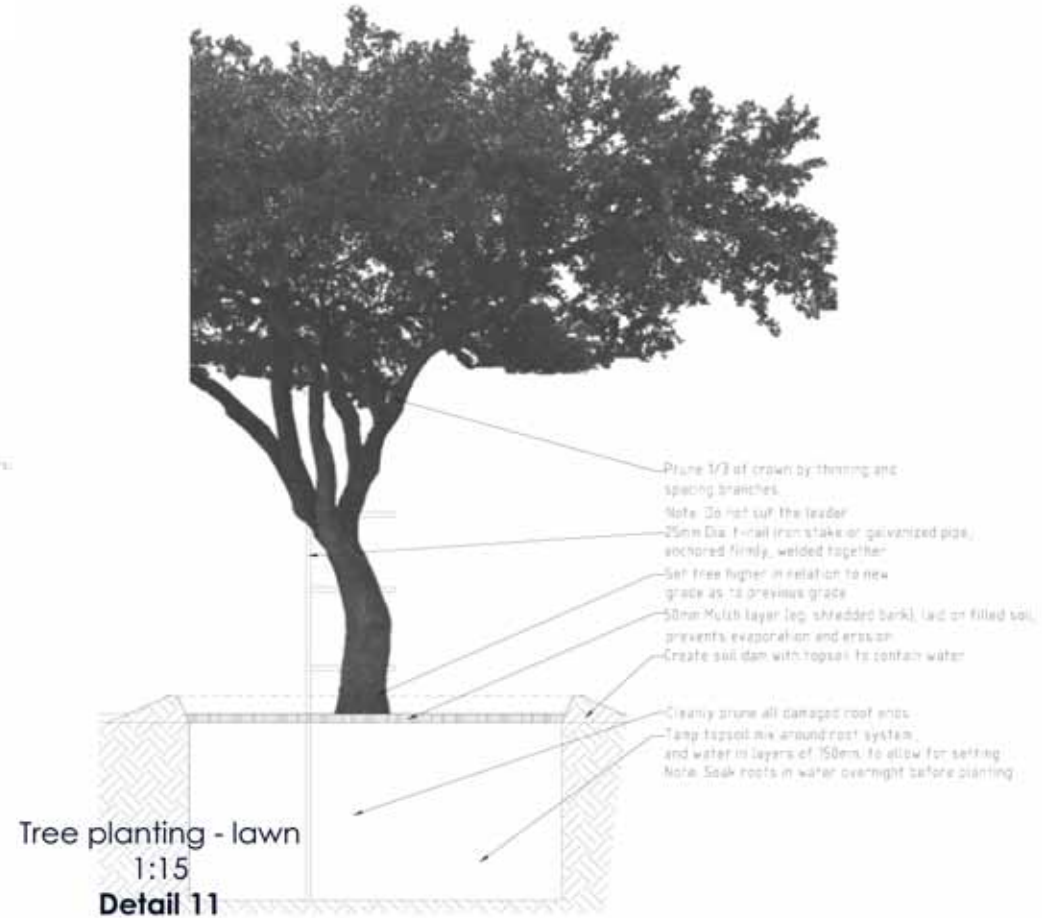 Prune 1/3 of crown by thinning and
spacing branches.
Note: Do not cut the leader
25mm Dia. t-rail iron stake or galvanized pipe,
anchored firmly, welded together
Set tree higher in relation to new
grade as to previous grade
50mm Mulch layer (eg. shredded bark), laid on filled soil,
prevents evaporation and erosion
Create soil dam with topsoil to contain water
Cleanly prune all damaged root ends
Tamp topsoil mix around root system,
and water in layers of 150mm, to allow for setting
Note: Soak roots in water overnight before planting
Tree planting - lawn
1:15
Detail 11